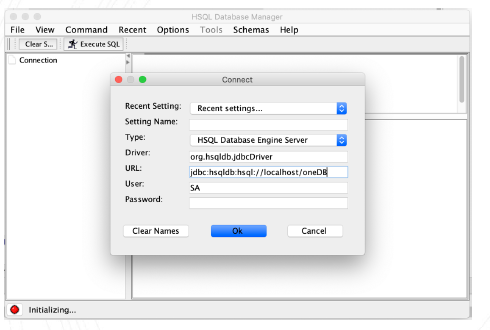 HSQL Database Manager
File View Command Recent Options Tools Schemas Help
Clear S... Execute SQL
Connection
Connect
Recent Setting: Recent settings...
Setting Name:
Type: HSQL Database Engine Server
Driver: org.hsqldb.jdbcDriver
URL: jdbc:hsqldb:hsql://localhost/oneDB
User: SA
Password:
Clear Names Ok Cancel
Initializing...